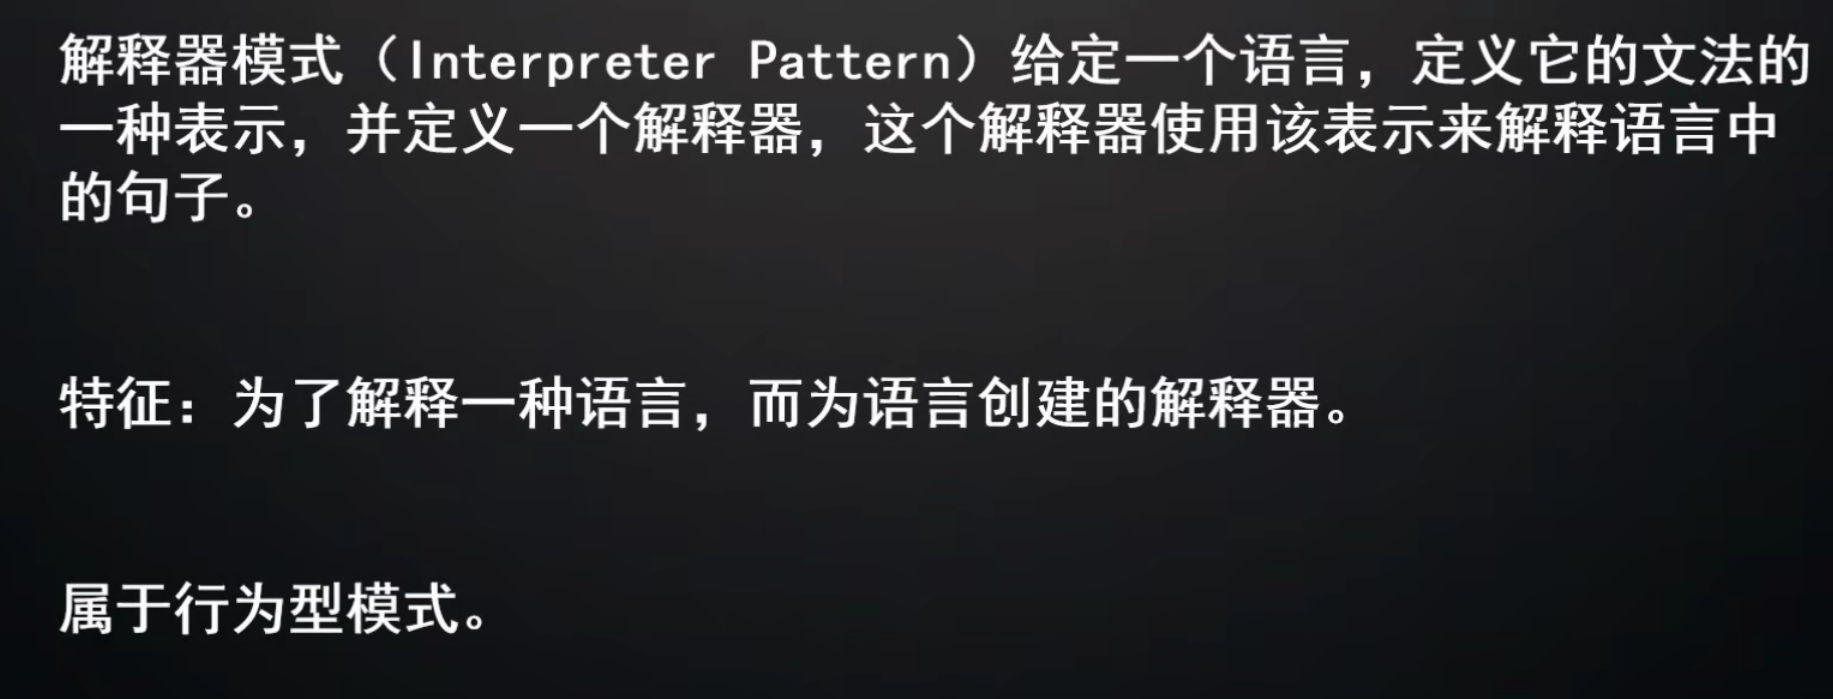 解释器模式（Interpreter Pattern）给定一个语言，定义它的文法的
一种表示，并定义一个解释器，这个解释器使用该表示来解释语言中
的句子。
特征：为了解释一种语言，而为语言创建的解释器。
属于行为型模式。